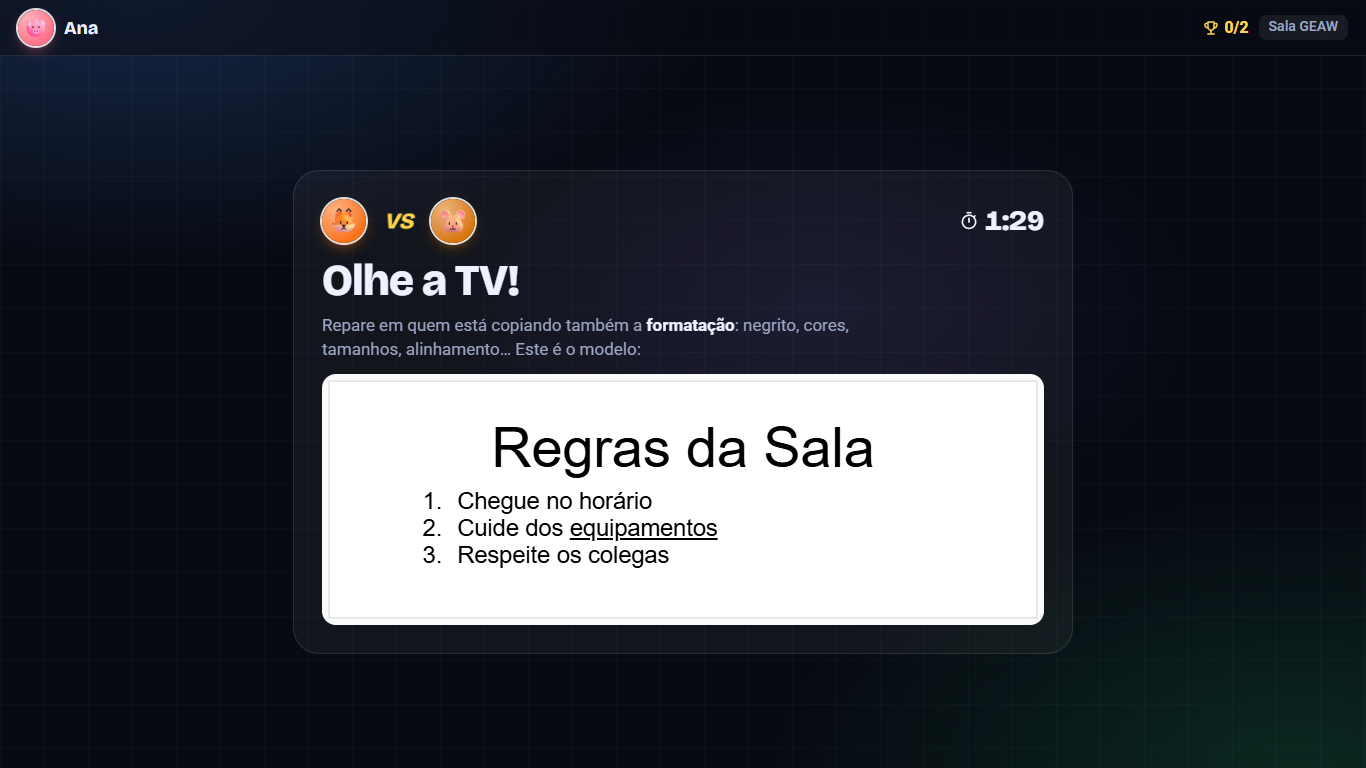 Ana
0/2
Sala GEAW
VS
1:29
Olhe a TV!
Repare em quem está copiando também a formatação: negrito, cores,
tamanhos, alinhamento... Este é o modelo:
Regras da Sala
1. Chegue no horário
2. Cuide dos equipamentos
3. Respeite os colegas